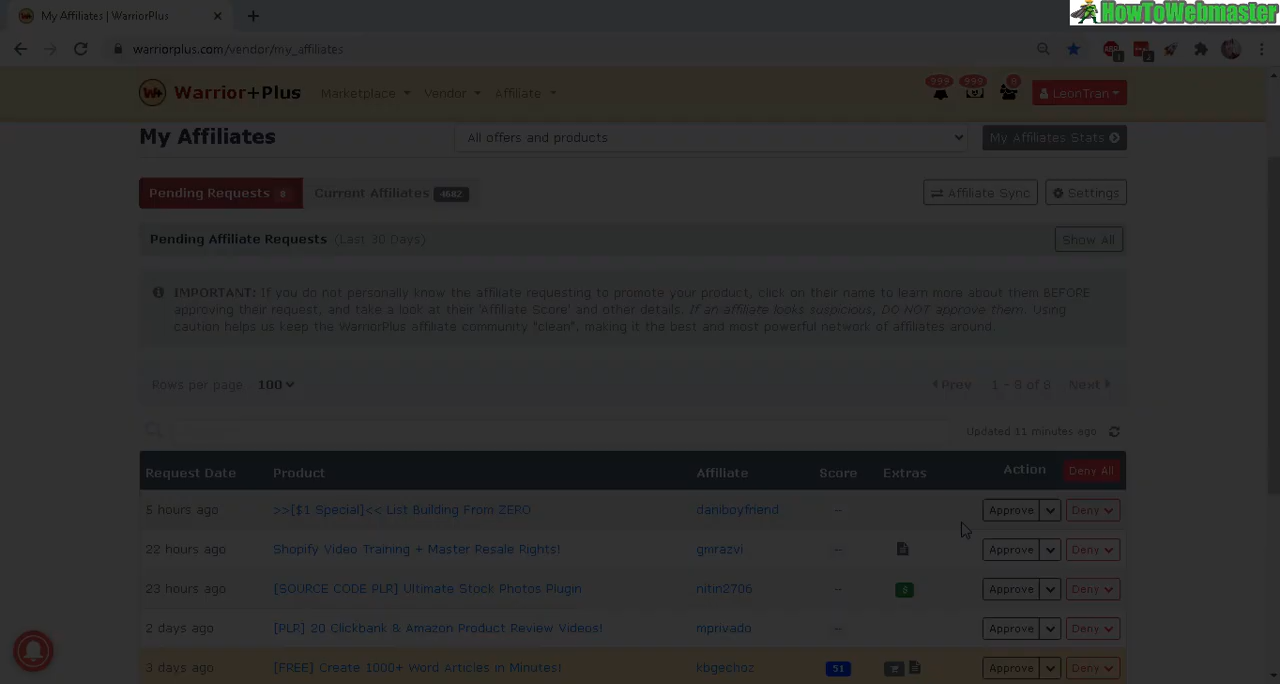 My Affiliates | WarriorPlus
HowToWebmaster
warriorplus.com/vendor/my_affiliates
Warrior+Plus
Marketplace Vendor Affiliate
999 999 8
LeonTran
My Affiliates
All offers and products
My Affiliates Stats
Pending Requests 8
Current Affiliates 4682
Affiliate Sync
Settings
Pending Affiliate Requests (Last 30 Days)
Show All
IMPORTANT: If you do not personally know the affiliate requesting to promote your product, click on their name to learn more about them BEFORE
approving their request, and take a look at their 'Affiliate Score' and other details. If an affiliate looks suspicious, DO NOT approve them. Using
caution helps us keep the WarriorPlus affiliate community "clean", making it the best and most powerful network of affiliates around.
Rows per page 100
Prev 1 - 8 of 8 Next
Updated 11 minutes ago
Request Date Product Affiliate Score Extras Action Deny All
5 hours ago >>[$1 Special]<< List Building From ZERO daniboyfriend -- Approve Deny
22 hours ago Shopify Video Training + Master Resale Rights! gmrazvi -- Approve Deny
23 hours ago [SOURCE CODE PLR] Ultimate Stock Photos Plugin nitin2706 -- 6 Approve Deny
2 days ago [PLR] 20 Clickbank & Amazon Product Review Videos! mprivado -- Approve Deny
3 days ago [FREE] Create 1000+ Word Articles in Minutes! kbgechoz 51 Approve Deny